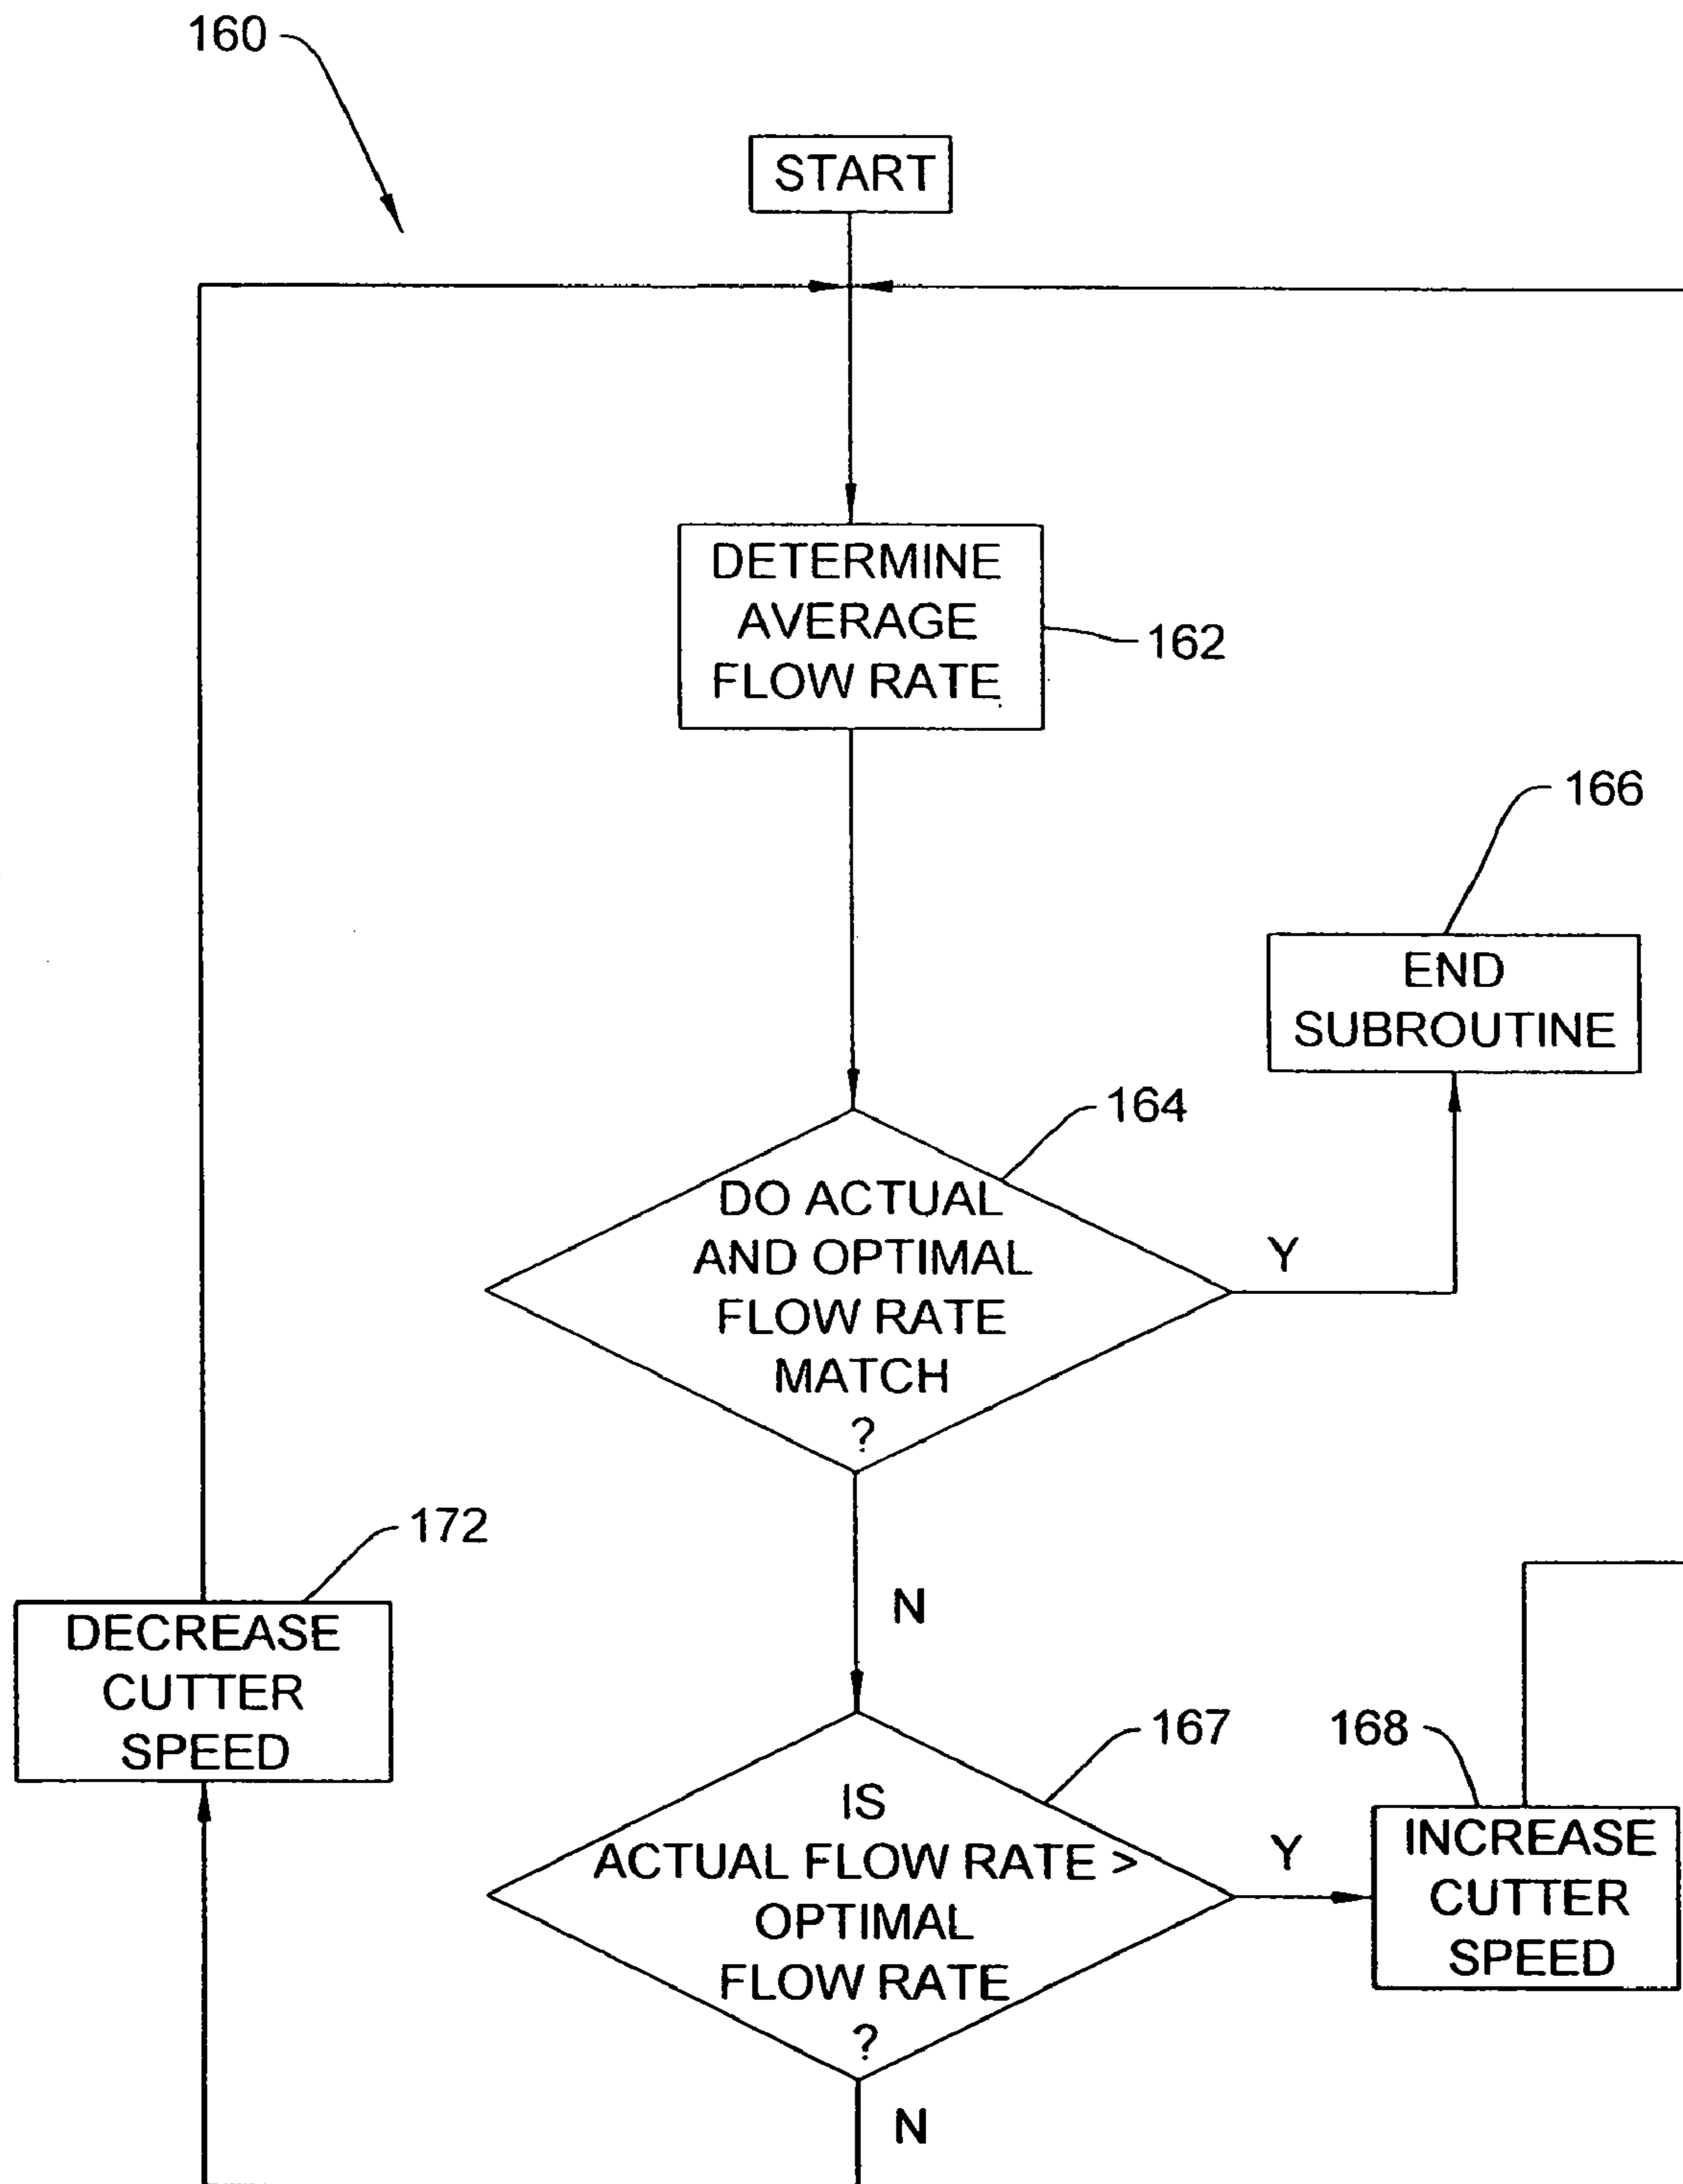 160
START
DETERMINE
AVERAGE
FLOW RATE
162
166
END
SUBROUTINE
164
DO ACTUAL
AND OPTIMAL
FLOW RATE
MATCH
?
Y
N
172
DECREASE
CUTTER
SPEED
167
168
IS
ACTUAL FLOW RATE >
OPTIMAL
FLOW RATE
?
Y
INCREASE
CUTTER
SPEED
N